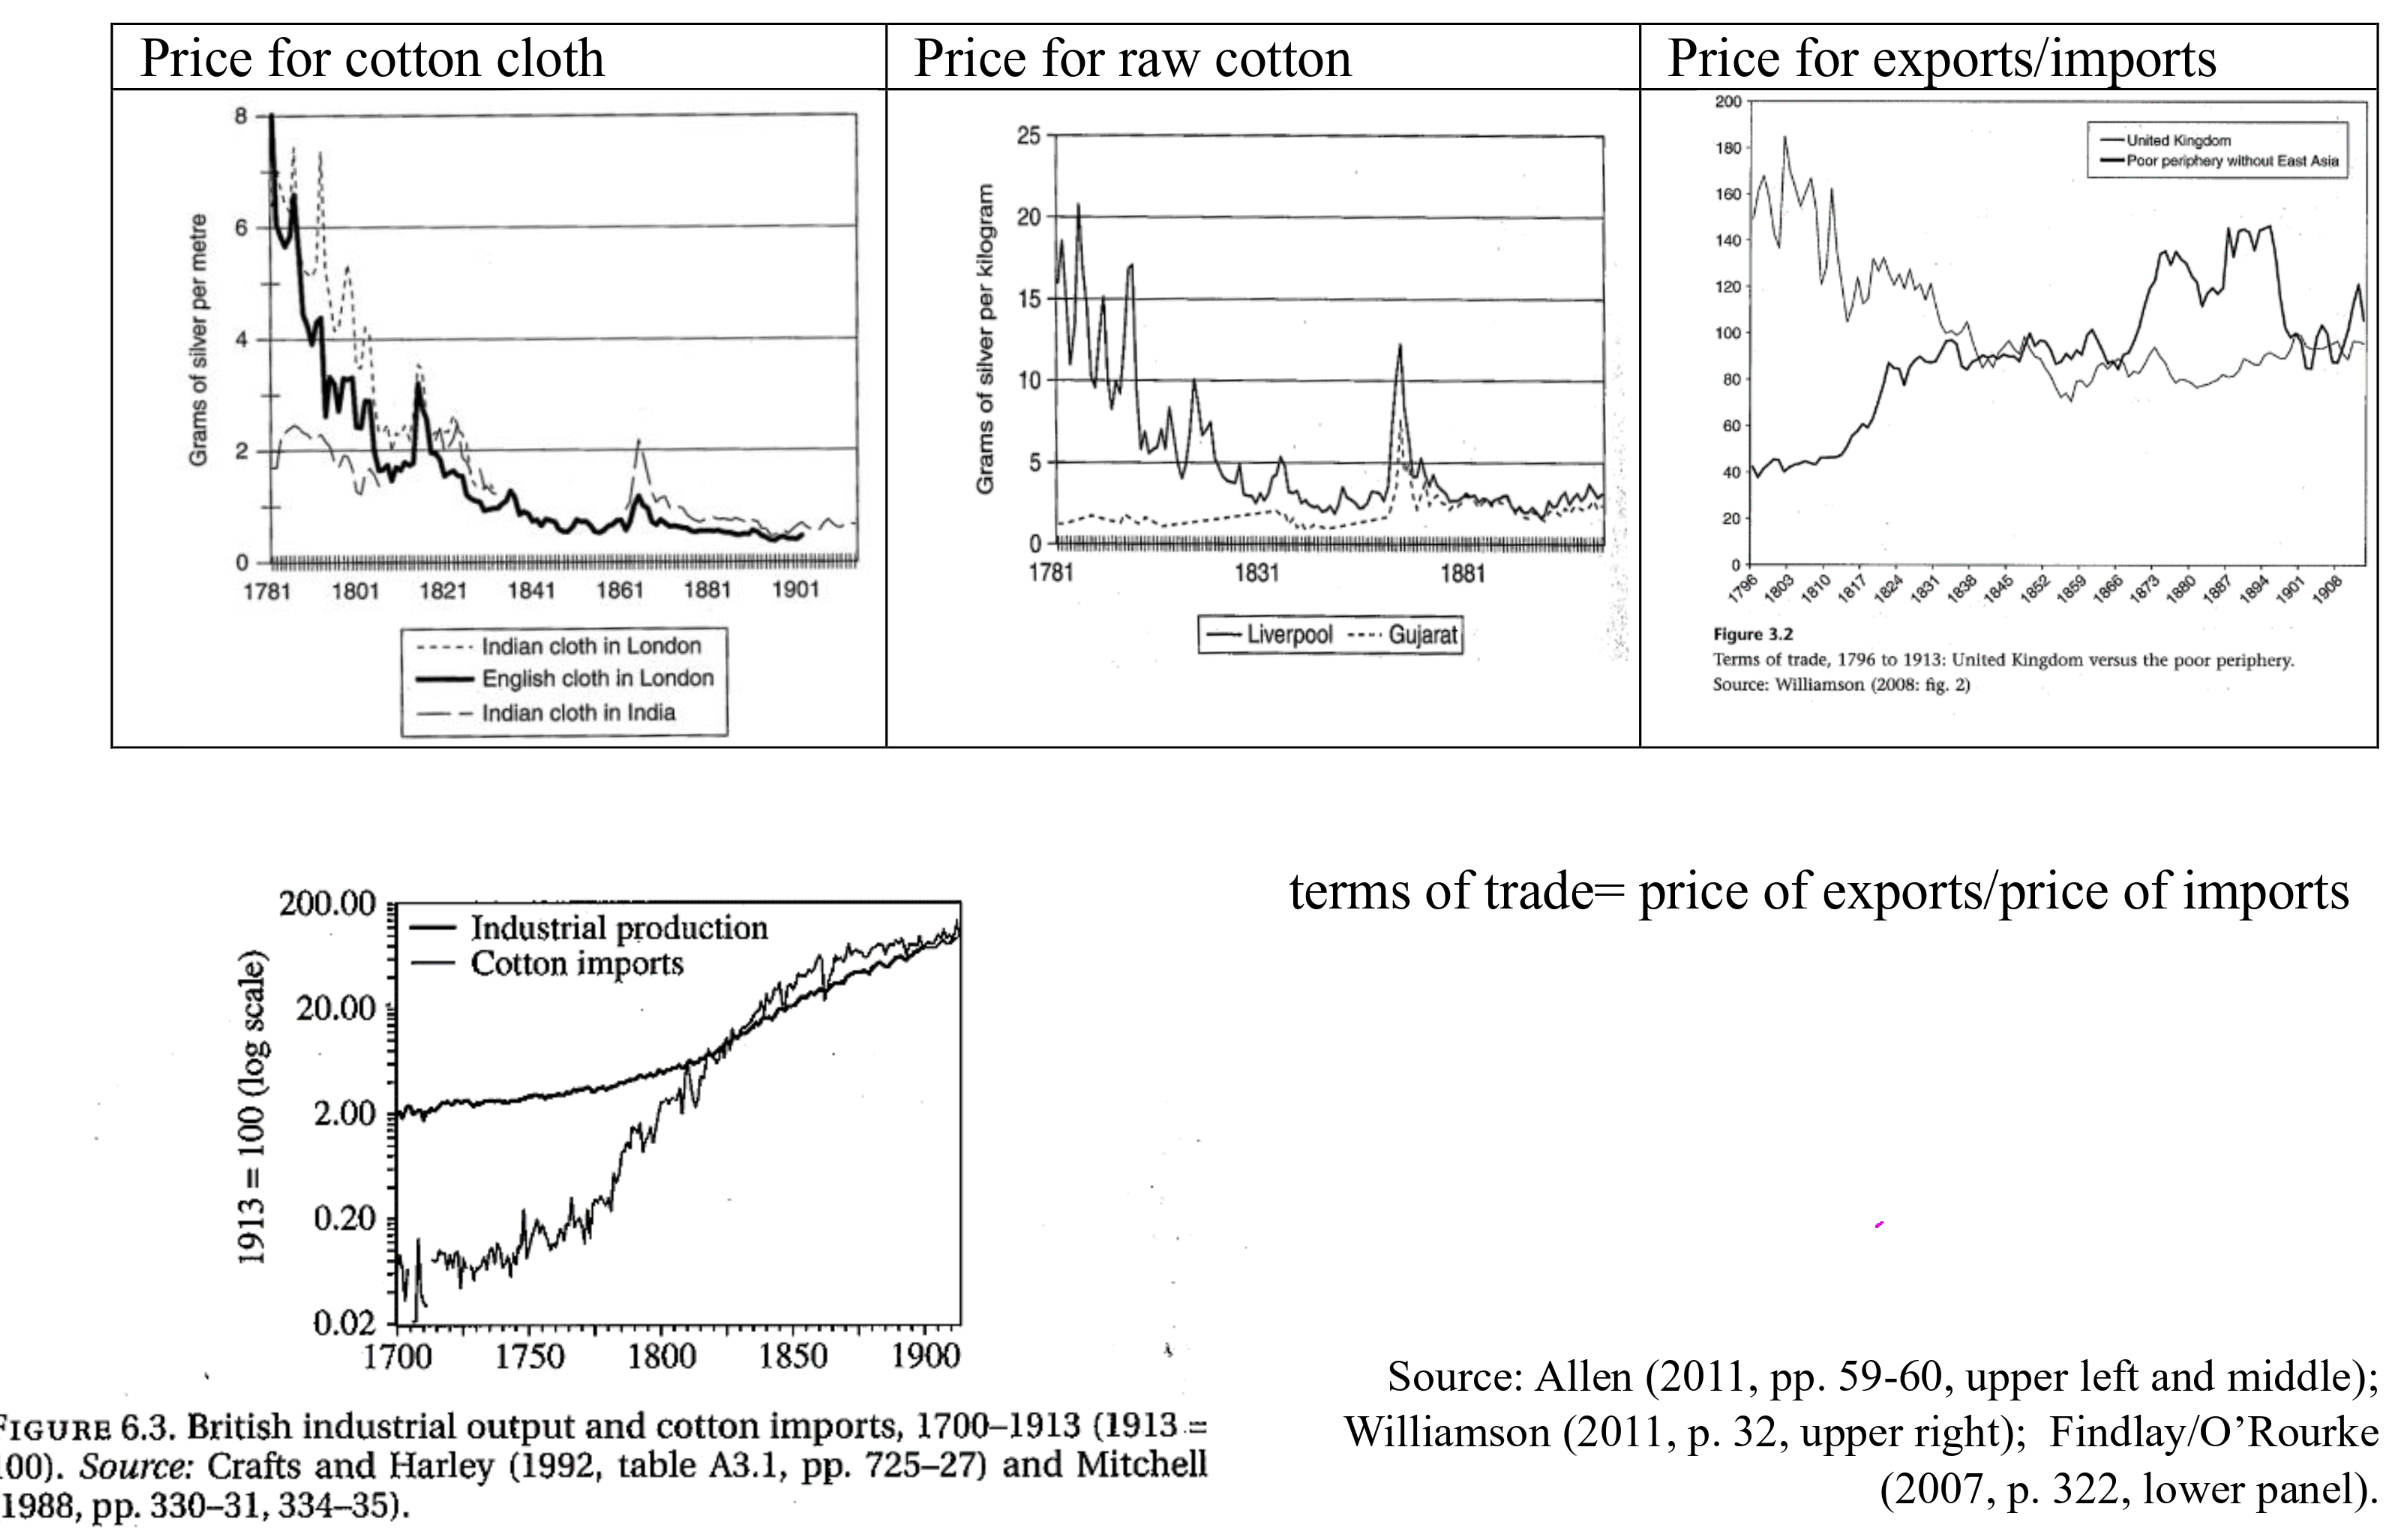 Price for cotton cloth
Price for raw cotton
Price for exports/imports
8
6
4
2
0
Grams of silver per metre
1781 1801 1821 1841 1861 1881 1901
Indian cloth in London
English cloth in London
Indian cloth in India
25
20
15
10
5
0
Grams of silver per kilogram
1781 1831 1881
Liverpool Gujarat
200
180
160
140
120
100
80
60
40
20
0
United Kingdom
Poor periphery without East Asia
1796 1803 1810 1817 1824 1831 1838 1845 1852 1859 1866 1873 1880 1887 1894 1901 1908
Figure 3.2
Terms of trade, 1796 to 1913: United Kingdom versus the poor periphery.
Source: Williamson (2008: fig. 2)
terms of trade= price of exports/price of imports
200.00
20.00
2.00
0.20
0.02
1913 = 100 (log scale)
Industrial production
Cotton imports
1700 1750 1800 1850 1900
FIGURE 6.3. British industrial output and cotton imports, 1700–1913 (1913 =
100). Source: Crafts and Harley (1992, table A3.1, pp. 725–27) and Mitchell
1988, pp. 330–31, 334–35).
Source: Allen (2011, pp. 59-60, upper left and middle);
Williamson (2011, p. 32, upper right); Findlay/O’Rourke
(2007, p. 322, lower panel).